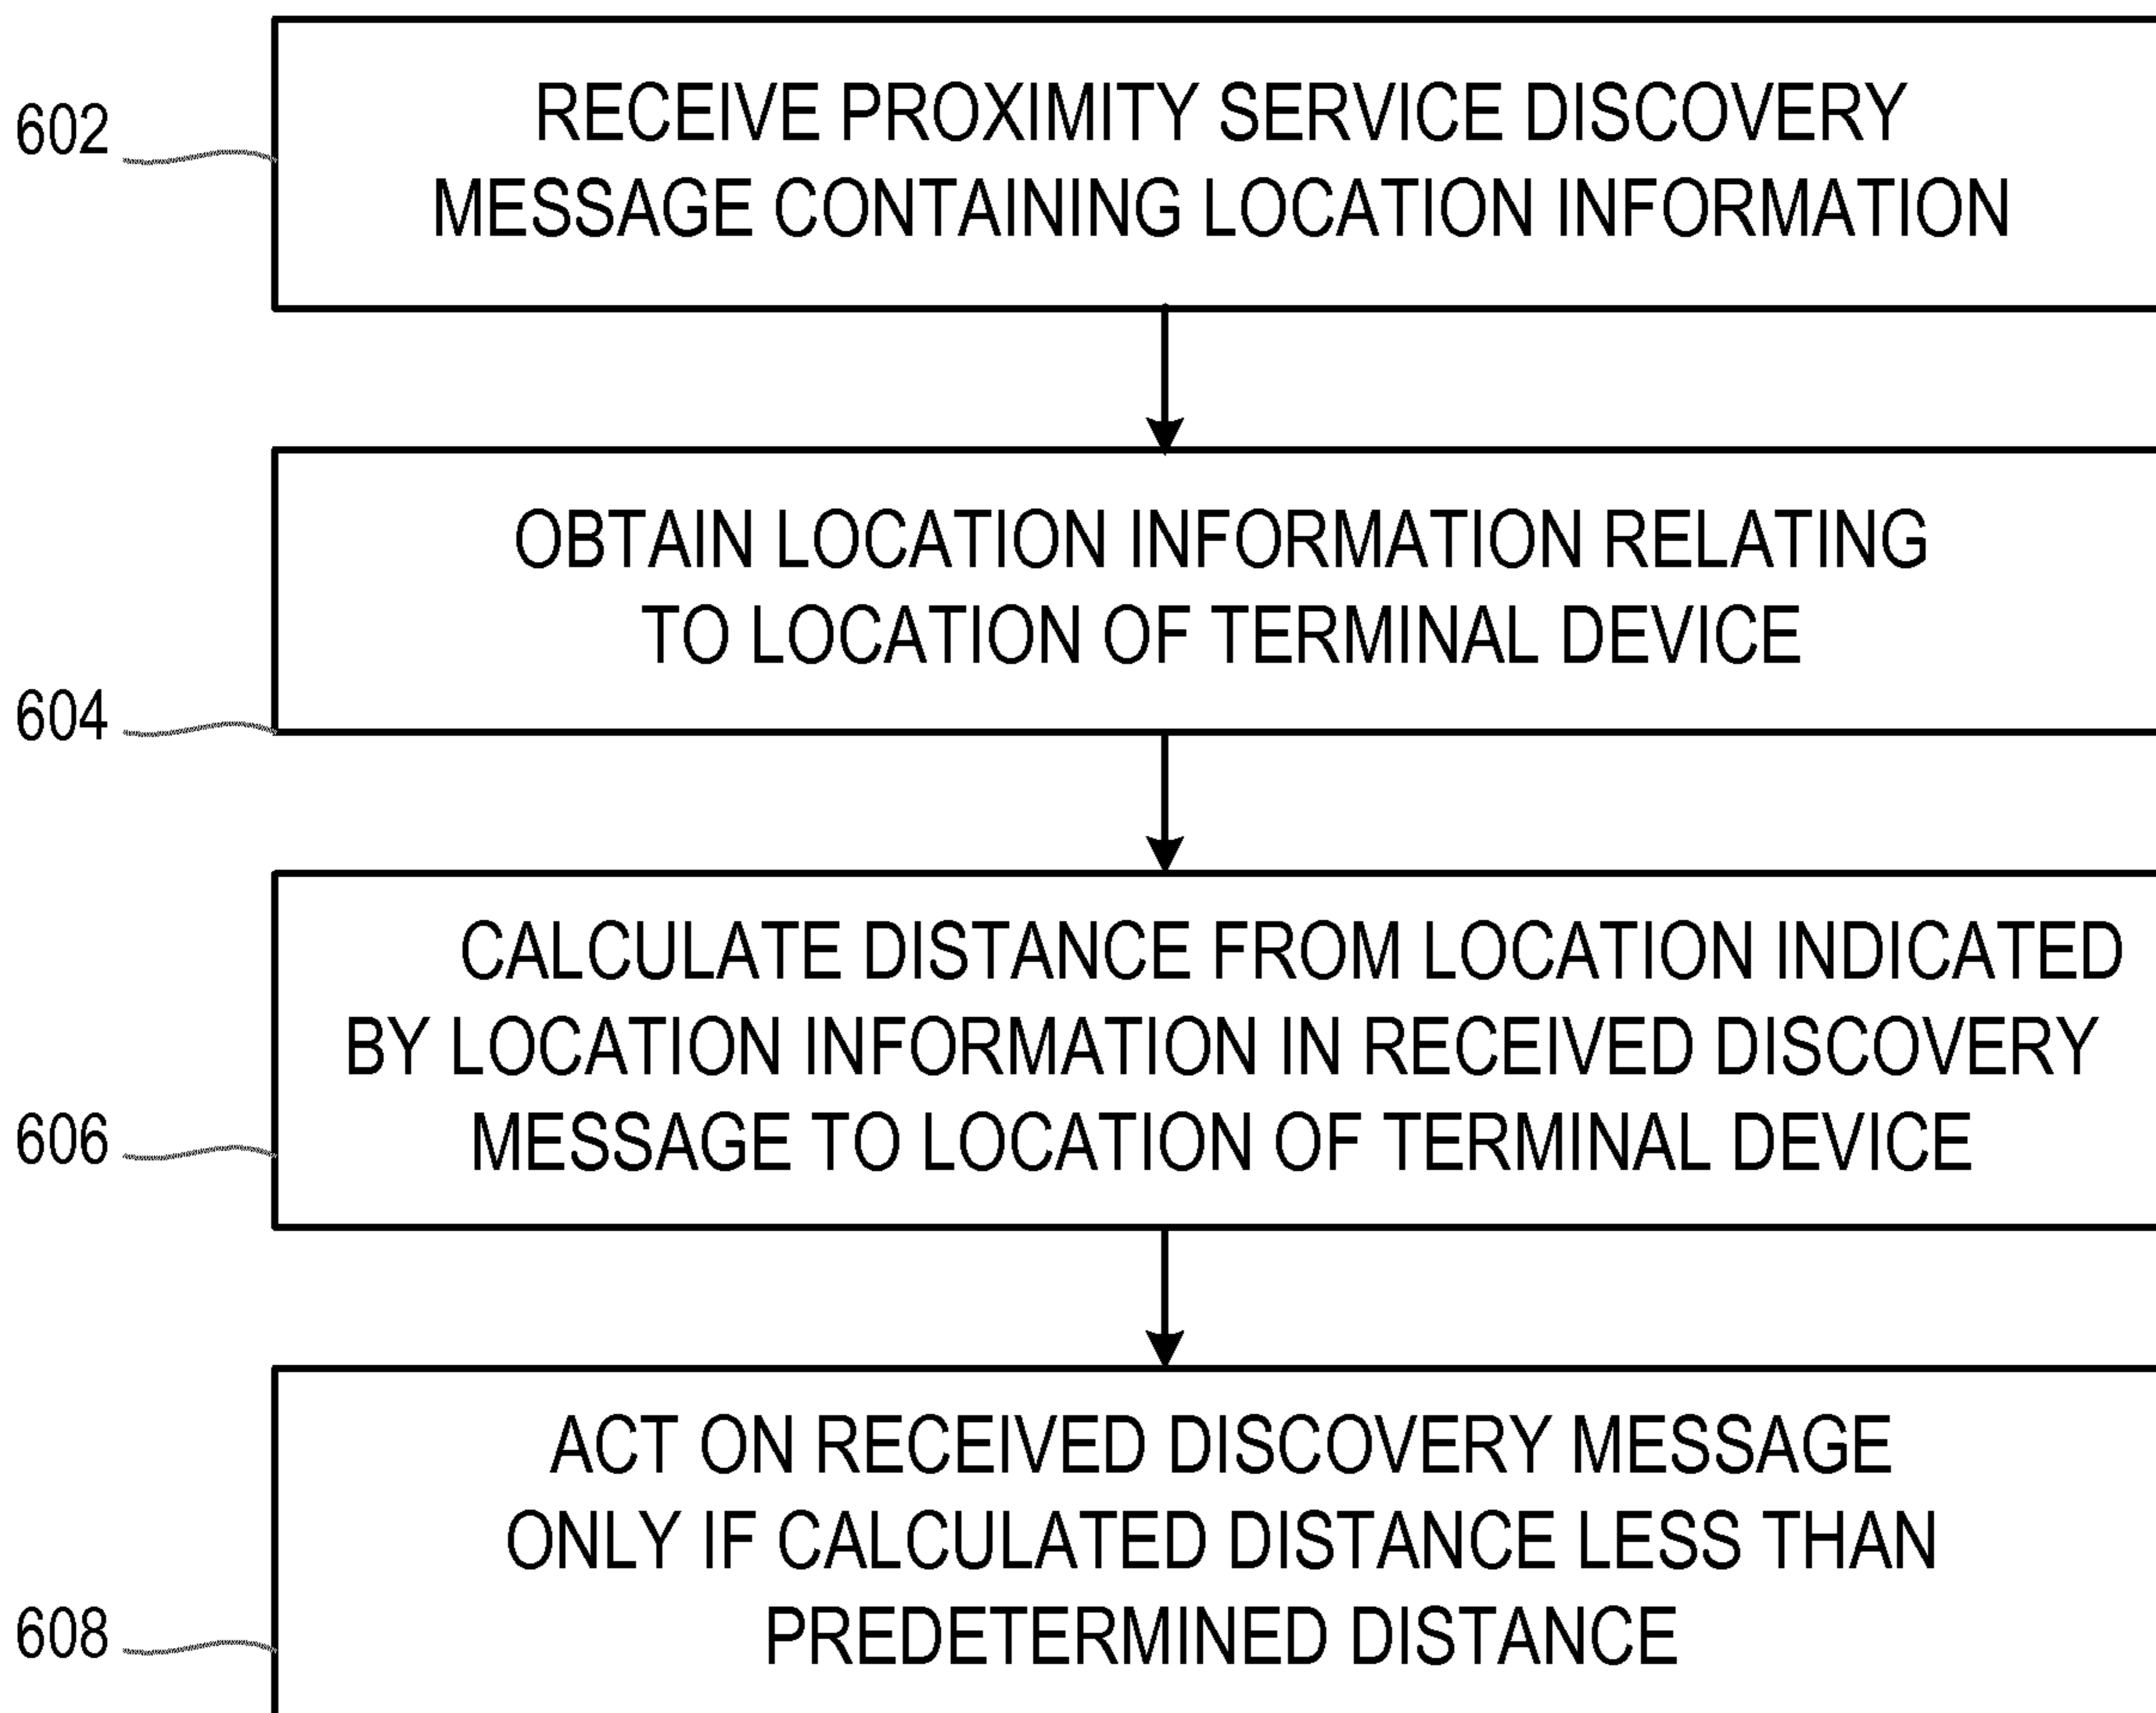 602
RECEIVE PROXIMITY SERVICE DISCOVERY
MESSAGE CONTAINING LOCATION INFORMATION
OBTAIN LOCATION INFORMATION RELATING
TO LOCATION OF TERMINAL DEVICE
604
CALCULATE DISTANCE FROM LOCATION INDICATED
BY LOCATION INFORMATION IN RECEIVED DISCOVERY
MESSAGE TO LOCATION OF TERMINAL DEVICE
606
ACT ON RECEIVED DISCOVERY MESSAGE
ONLY IF CALCULATED DISTANCE LESS THAN
PREDETERMINED DISTANCE
608